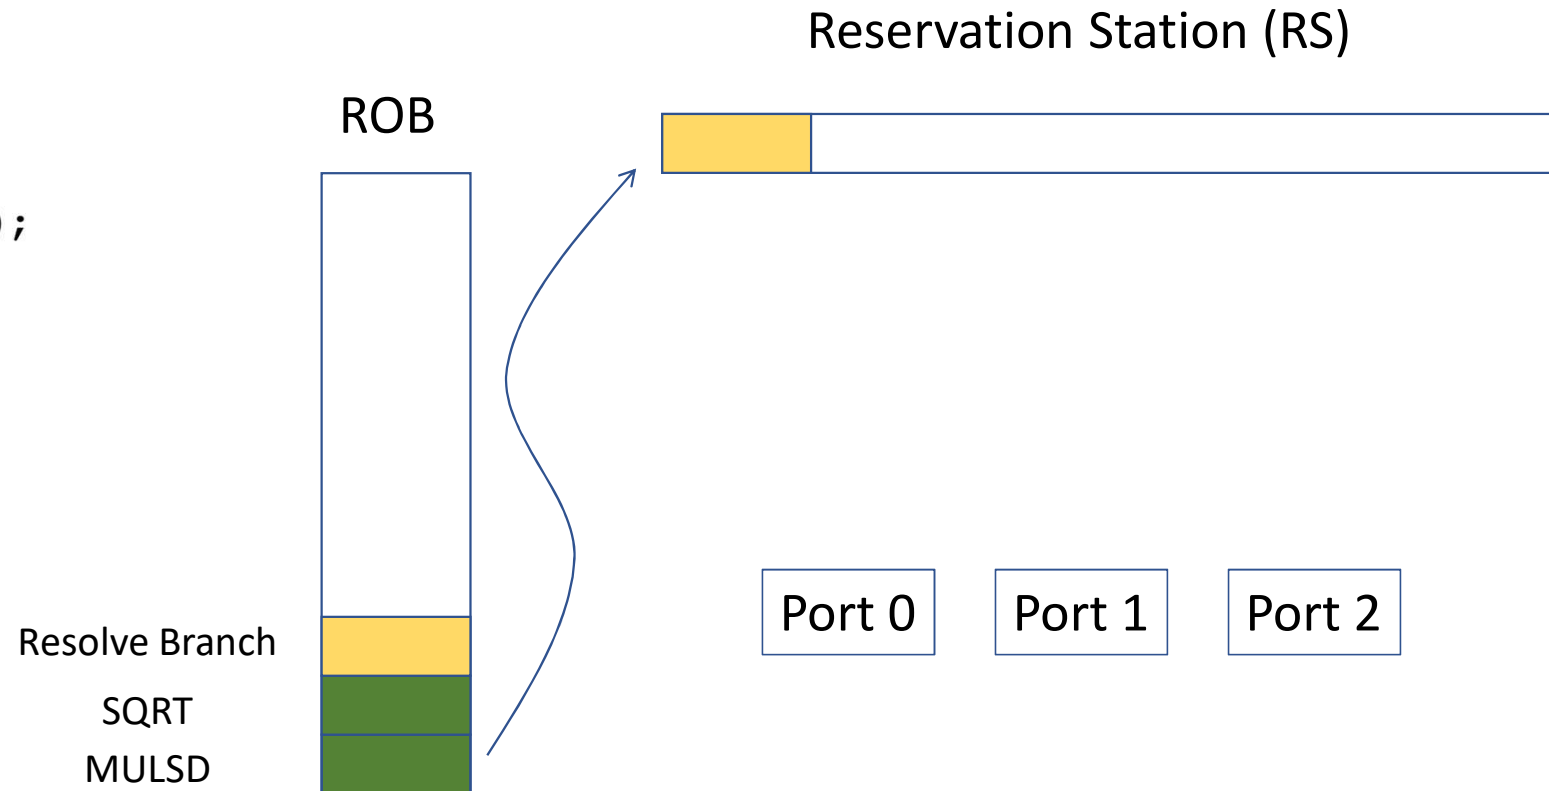 Reservation Station (RS)
ROB
);
Port 0
Port 1
Port 2
Resolve Branch
SQRT
MULSD